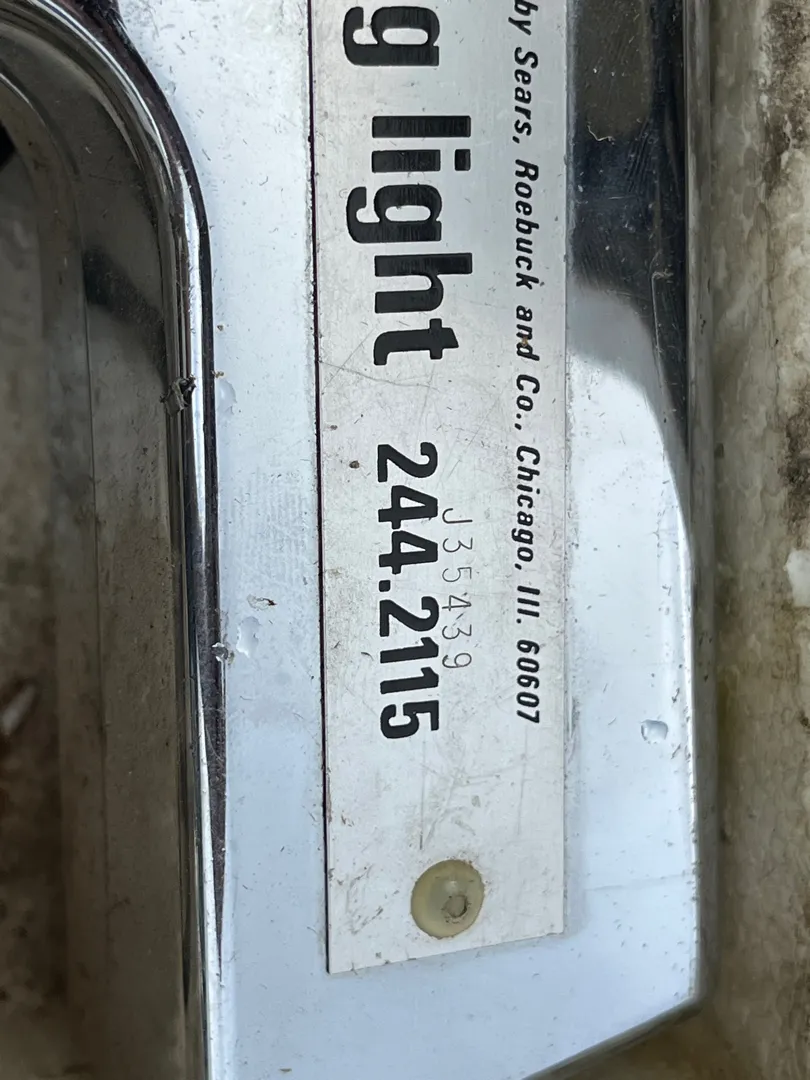 by Sears, Roebuck and Co., Chicago, Ill. 60607
g light 244.2115
J35439